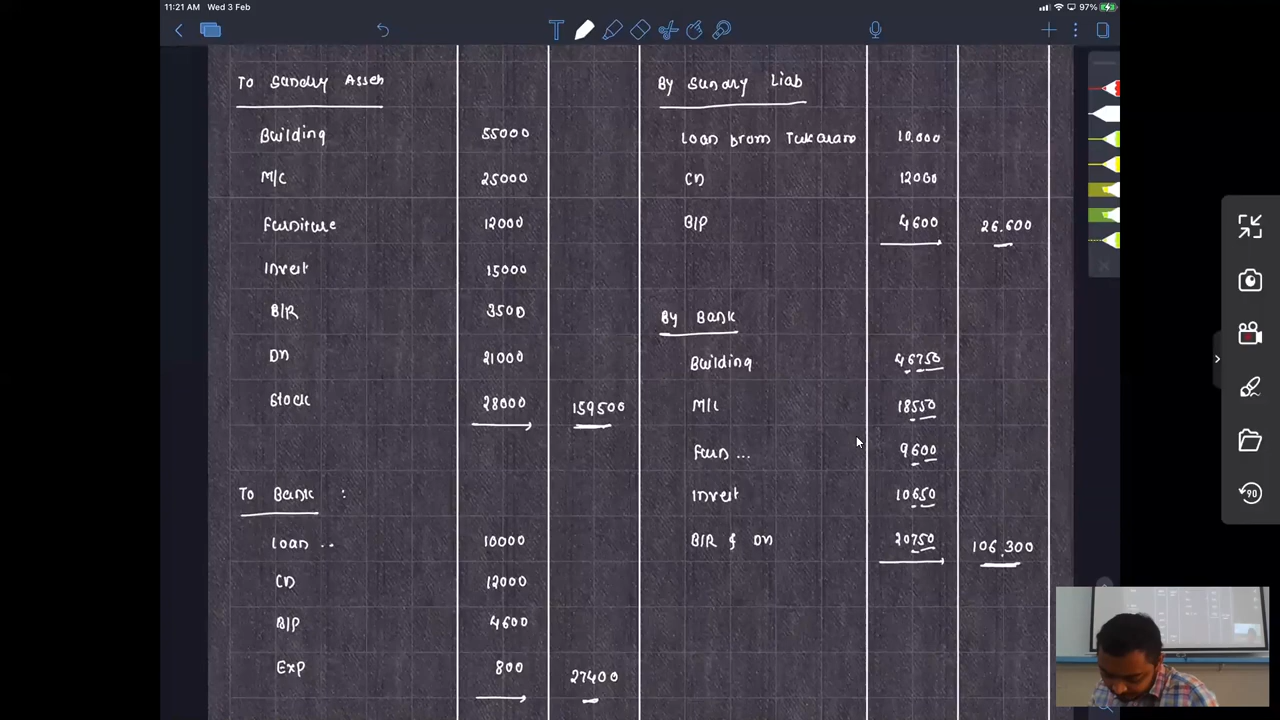 11:21 AM Wed 3 Feb
97%
To Sundry Assets
Building 55000
M/C 25000
Furniture 12000
Invest 15000
B/R 3500
Dn 21000
Stock 28000 159500
To Bank :
Loan .. 10000
CD 12000
B/P 4600
Exp 800 27400
By Sundry Liab
Loan from Tukaram 10.000
CD 12000
B/P 4600 26.600
By Bank
Building 46750
M/C 18550
Furn ... 9600
Invest 10650
B/R & Dn 20750 106.300
90